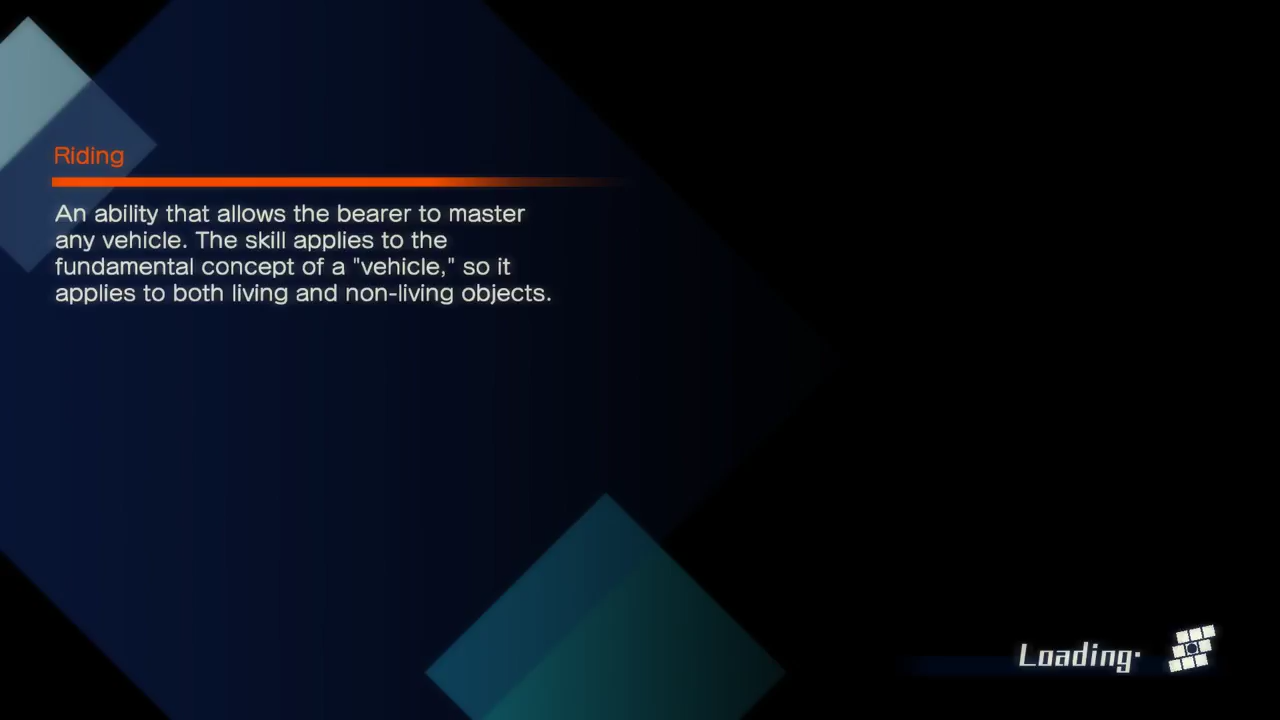 Riding
An ability that allows the bearer to master
any vehicle. The skill applies to the
fundamental concept of a "vehicle," so it
applies to both living and non-living objects.
Loading·